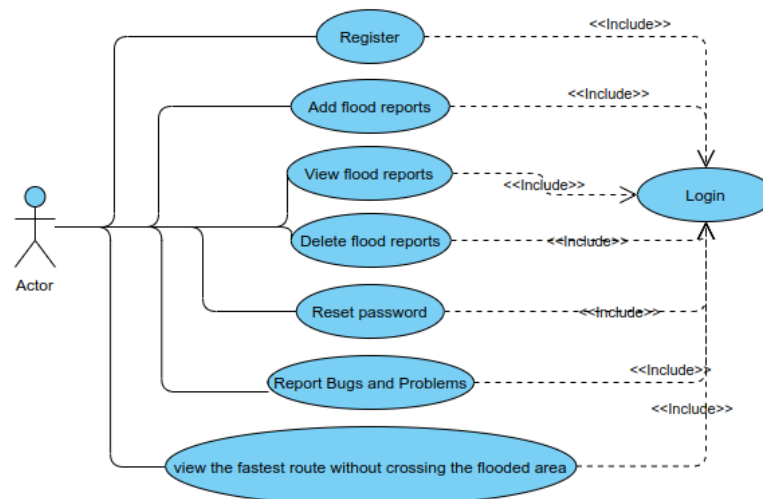 Register
<<Include>>
Add flood reports
<<Include>>
View flood reports
<<Include>>
Login
Delete flood reports
<<Include>>
Actor
Reset password
<<Include>>
Report Bugs and Problems
<<Include>>
view the fastest route without crossing the flooded area
<<Include>>